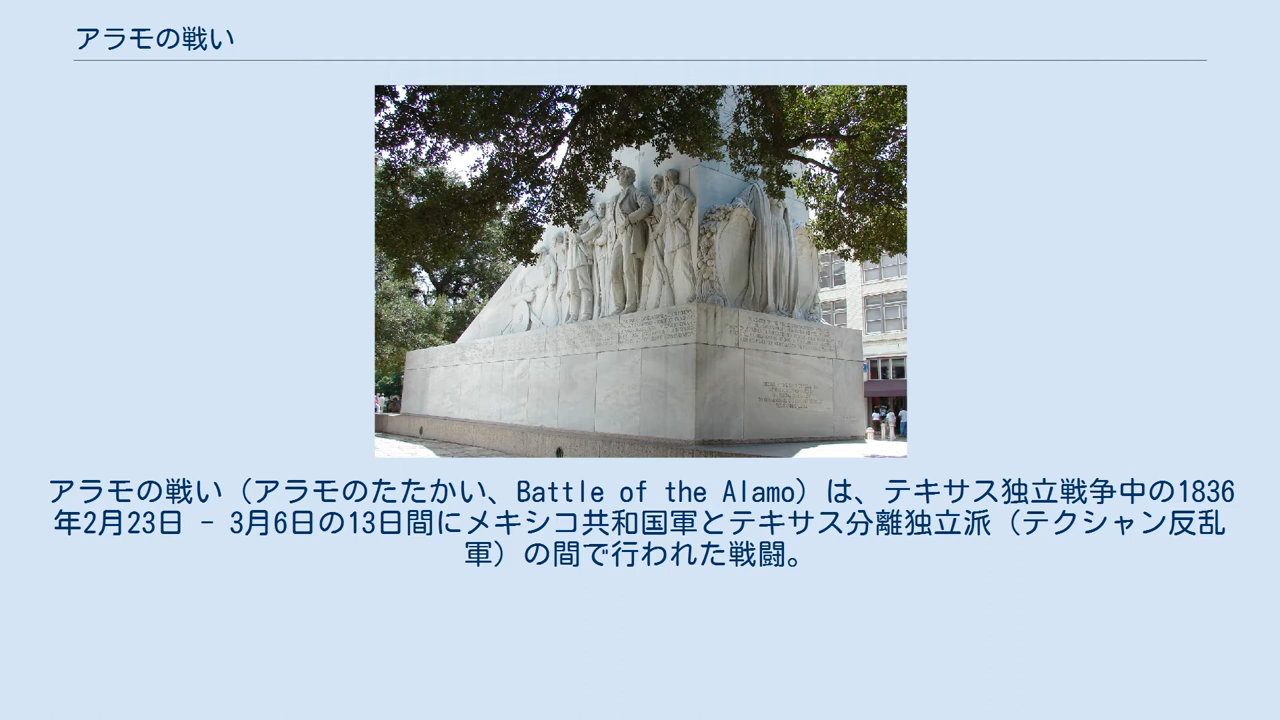 アラモの戦い
アラモの戦い（アラモのたたかい、Battle of the Alamo）は、テキサス独立戦争中の1836
年2月23日 - 3月6日の13日間にメキシコ共和国軍とテキサス分離独立派（テクシャン反乱
軍）の間で行われた戦闘。